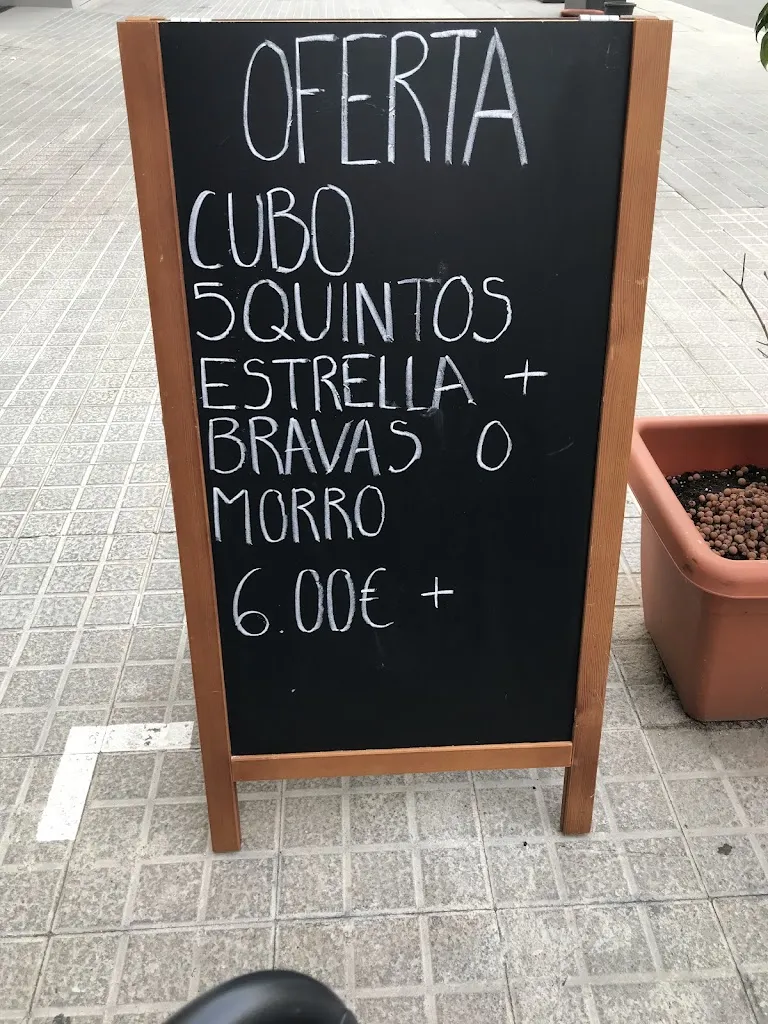 OFERTA
CUBO
5QUINTOS
ESTRELLA +
BRAVAS O
MORRO
6.00€ +